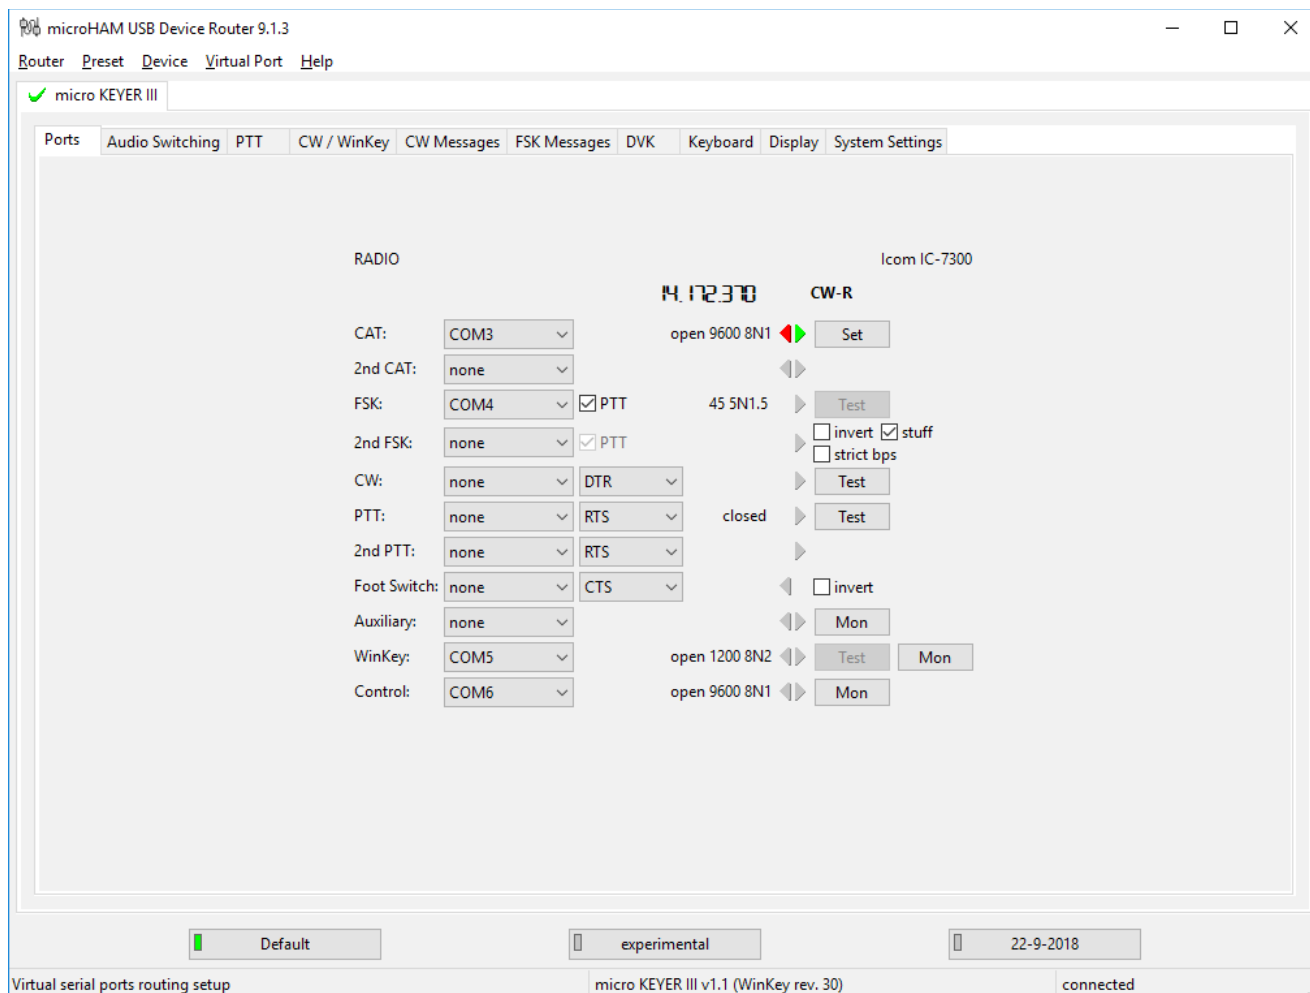 microHAM USB Device Router 9.1.3
Router Preset Device Virtual Port Help
micro KEYER III
Ports Audio Switching PTT CW / WinKey CW Messages FSK Messages DVK Keyboard Display System Settings
RADIO Icom IC-7300
14.172.370 CW-R
CAT: COM3 open 9600 8N1 Set
2nd CAT: none
FSK: COM4 PTT 45 5N1.5 Test
2nd FSK: none PTT invert stuff
strict bps
CW: none DTR Test
PTT: none RTS closed Test
2nd PTT: none RTS
Foot Switch: none CTS invert
Auxiliary: none Mon
WinKey: COM5 open 1200 8N2 Test Mon
Control: COM6 open 9600 8N1 Mon
Default experimental 22-9-2018
Virtual serial ports routing setup micro KEYER III v1.1 (WinKey rev. 30) connected